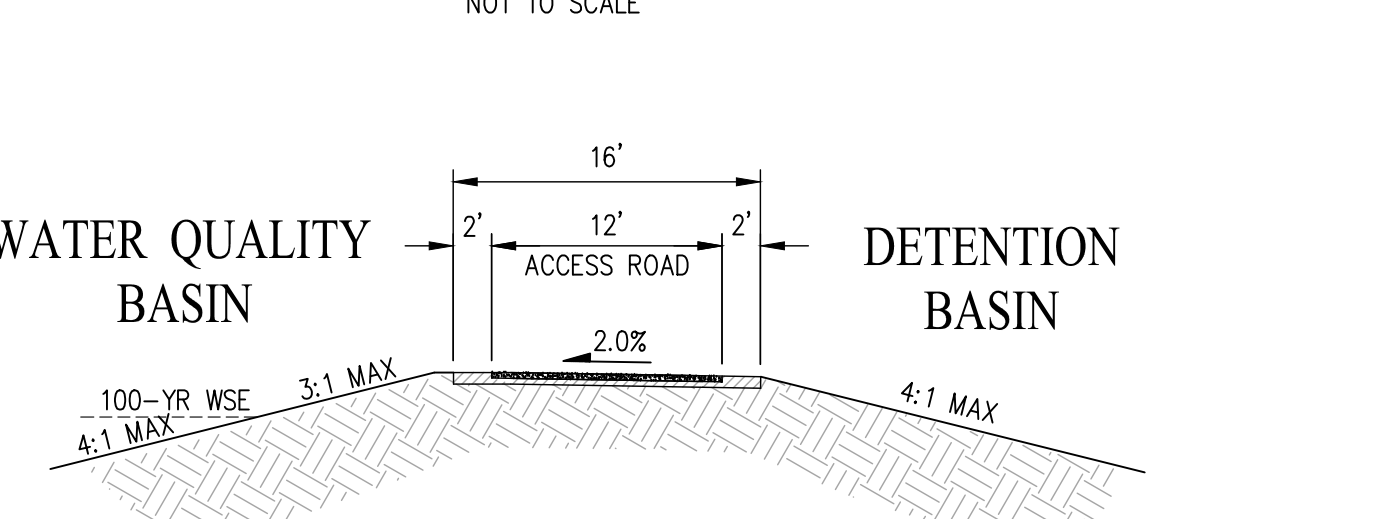 NOT TO SCALE
16'
2'
12'
2'
ACCESS ROAD
WATER QUALITY
BASIN
DETENTION
BASIN
2.0%
3:1 MAX
100-YR WSE
4:1 MAX
4:1 MAX